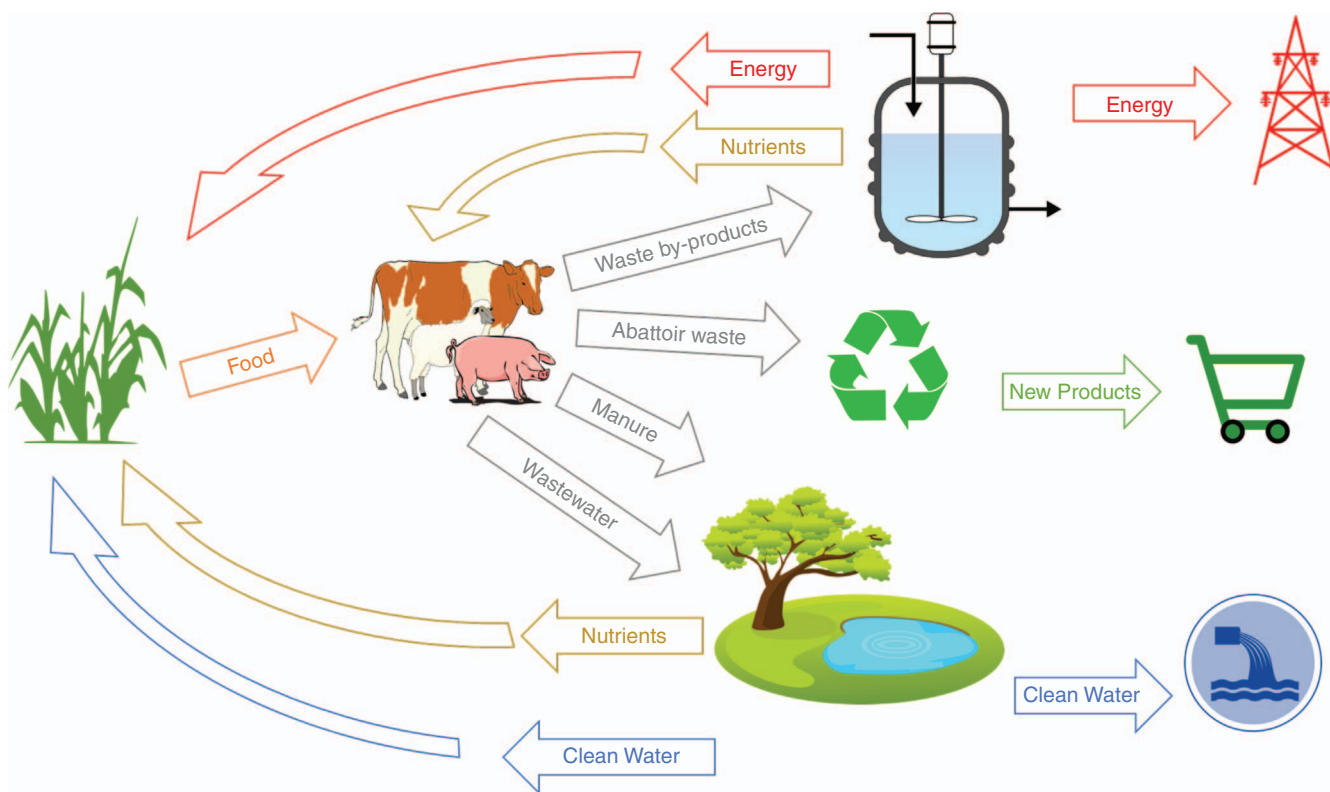 Energy
Energy
Nutrients
Waste by-products
Abattoir waste
Food
New Products
Manure
Wastewater
Nutrients
Clean Water
Clean Water